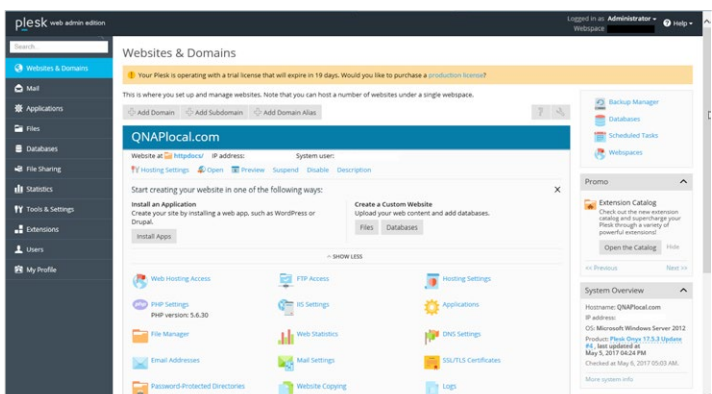 plesk web admin edition
Logged in as Administrator
Webspace
Help
Search...
Websites & Domains
Mail
Applications
Files
Databases
File Sharing
Statistics
Tools & Settings
Extensions
Users
My Profile
Websites & Domains
Your Plesk is operating with a trial license that will expire in 19 days. Would you like to purchase a production license?
This is where you set up and manage websites. Note that you can host a number of websites under a single webspace.
Add Domain Add Subdomain Add Domain Alias
QNAPlocal.com
Website at httpdocs/ IP address: System user:
Hosting Settings Open Preview Suspend Disable Description
Start creating your website in one of the following ways: X
Install an Application
Create your site by installing a web app, such as WordPress or
Drupal.
Install Apps
Create a Custom Website
Upload your web content and add databases.
Files Databases
SHOW LESS
Web Hosting Access FTP Access Hosting Settings
php PHP Settings IIS Settings Applications
PHP version: 5.6.30
File Manager Web Statistics DNS Settings
Email Addresses Mail Settings SSL/TLS Certificates
Password-Protected Directories Website Copying Logs
Backup Manager
Databases
Scheduled Tasks
Webspaces
Promo
Extension Catalog
Check out the new extension
catalog and supercharge your
Plesk through a variety of
powerful extensions!
Open the Catalog Hide
<< Previous Next >>
System Overview
Hostname: QNAPlocal.com
IP address:
OS: Microsoft Windows Server 2012
Product: Plesk Onyx 17.5.3 Update
#4 , last updated at
May 5, 2017 04:24 PM
Checked at May 6, 2017 05:03 AM.
More system info